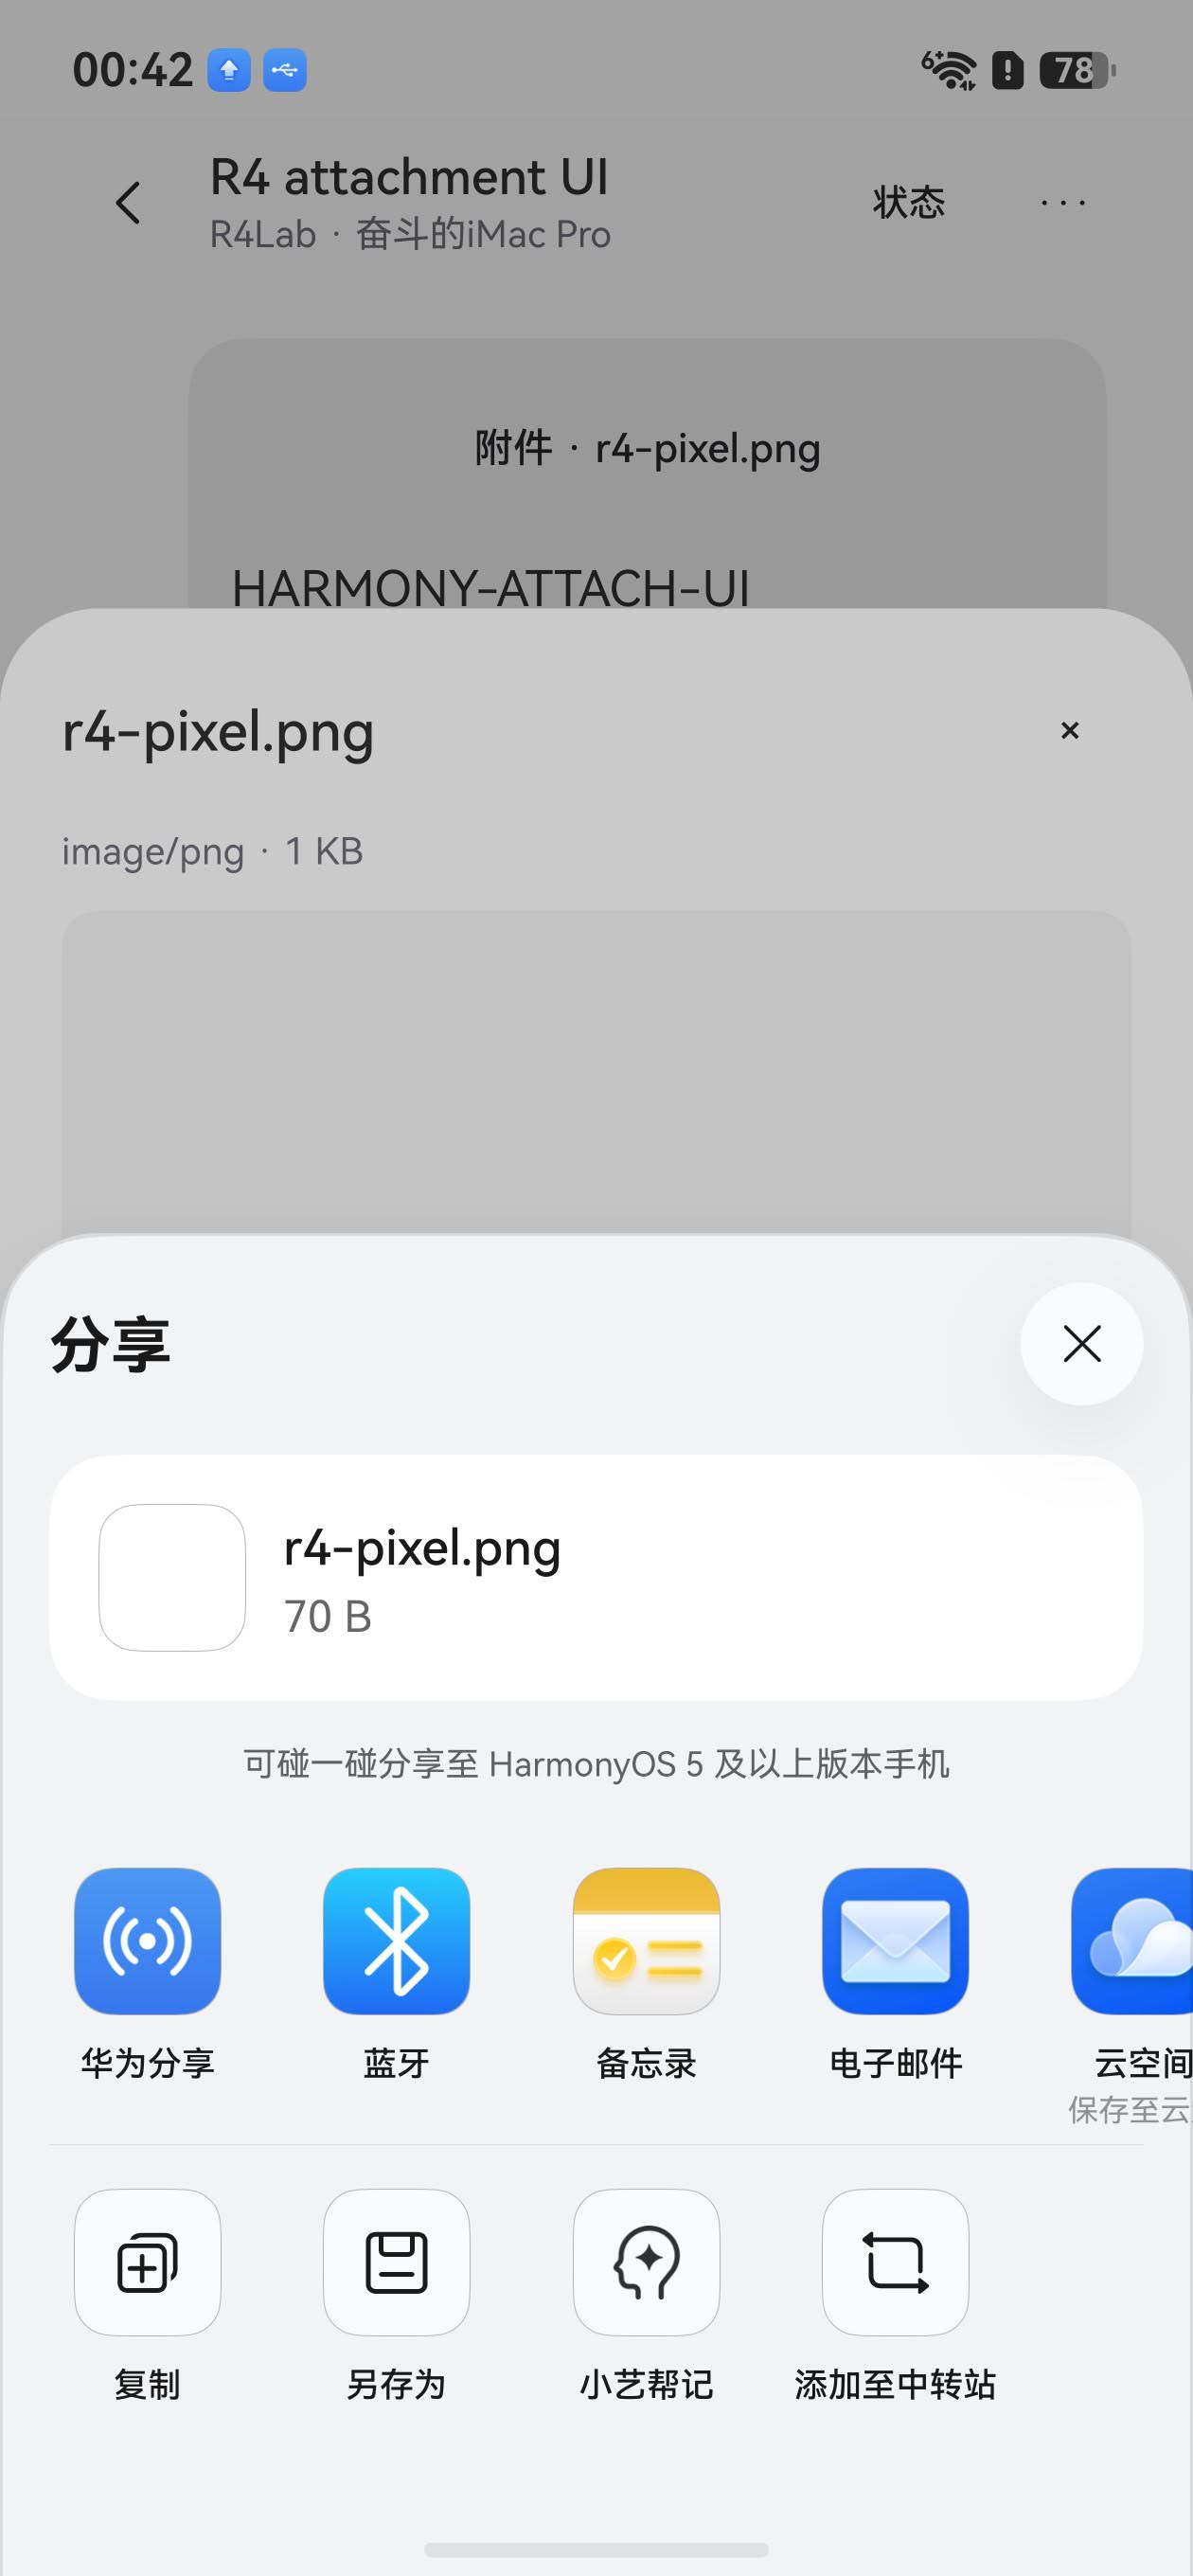 00:42
78
R4 attachment UI
状态
R4Lab · 奋斗的iMac Pro
附件 · r4-pixel.png
HARMONY-ATTACH-UI
r4-pixel.png
image/png · 1 KB
分享
r4-pixel.png
70 B
可碰一碰分享至 HarmonyOS 5 及以上版本手机
华为分享
蓝牙
备忘录
电子邮件
云空间
保存至云
复制
另存为
小艺帮记
添加至中转站